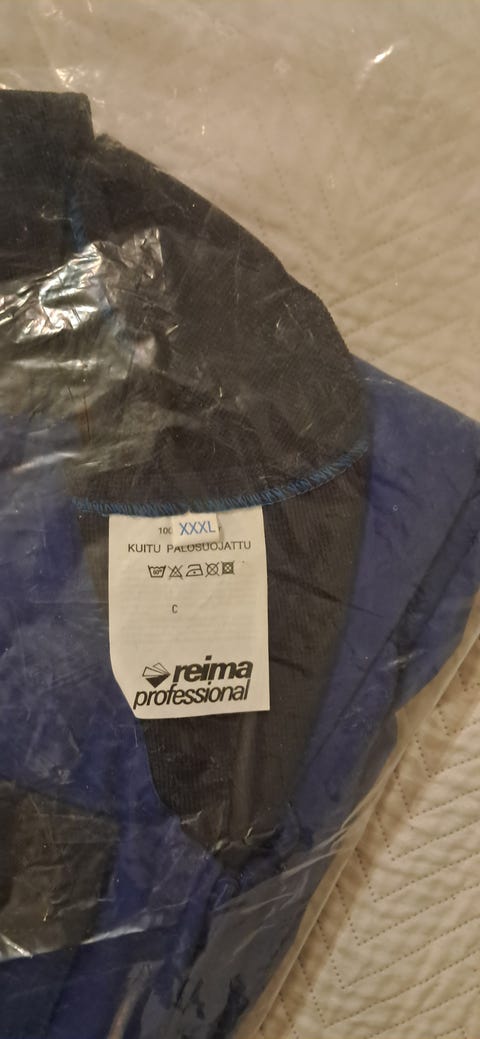 100
XXXL
KUITU PALOSUOJATTU
C
reima
professional